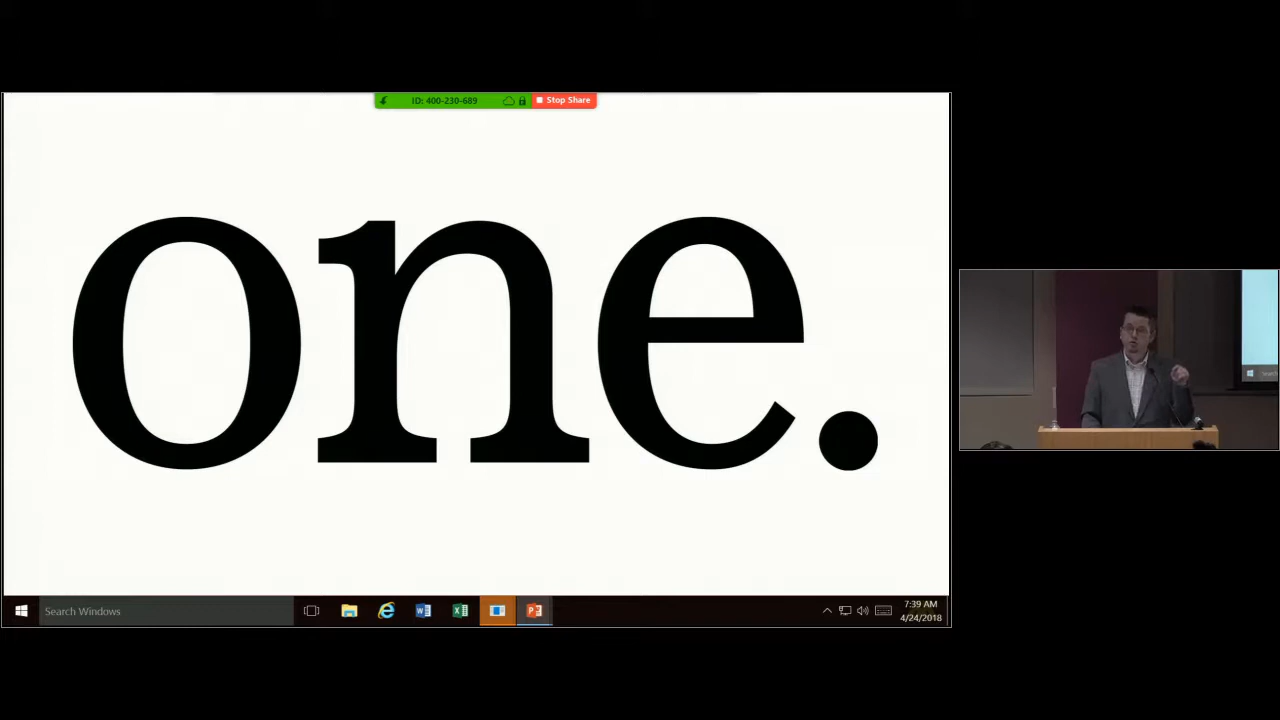 ID: 400-230-689 Stop Share
one.
Search Windows
7:39 AM
4/24/2018